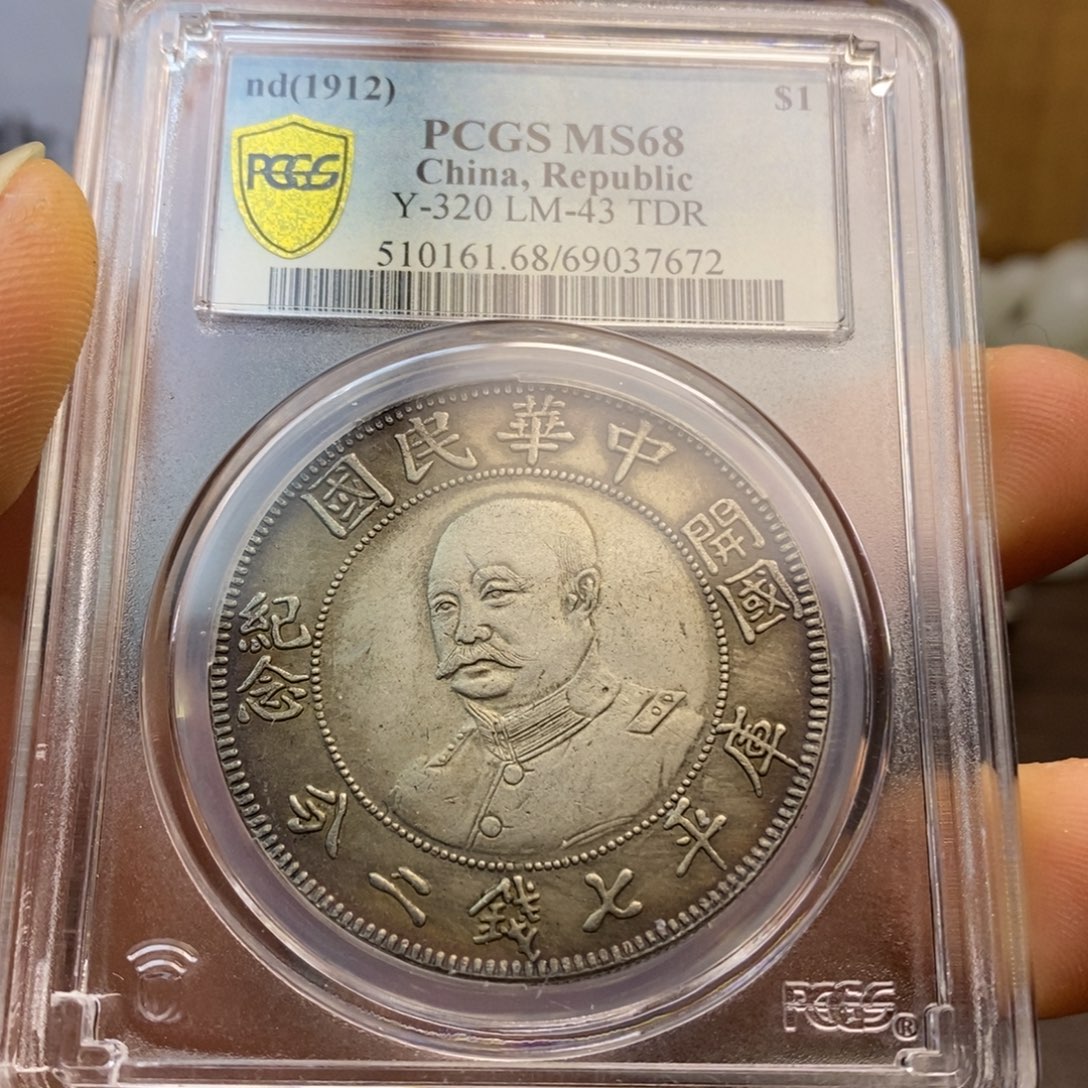 nd(1912)
$1
PCGS MS68
PCGS
China, Republic
Y-320 LM-43 TDR
510161.68/69037672
中華民國
開國
紀念
庫平七錢二分
PCGS®